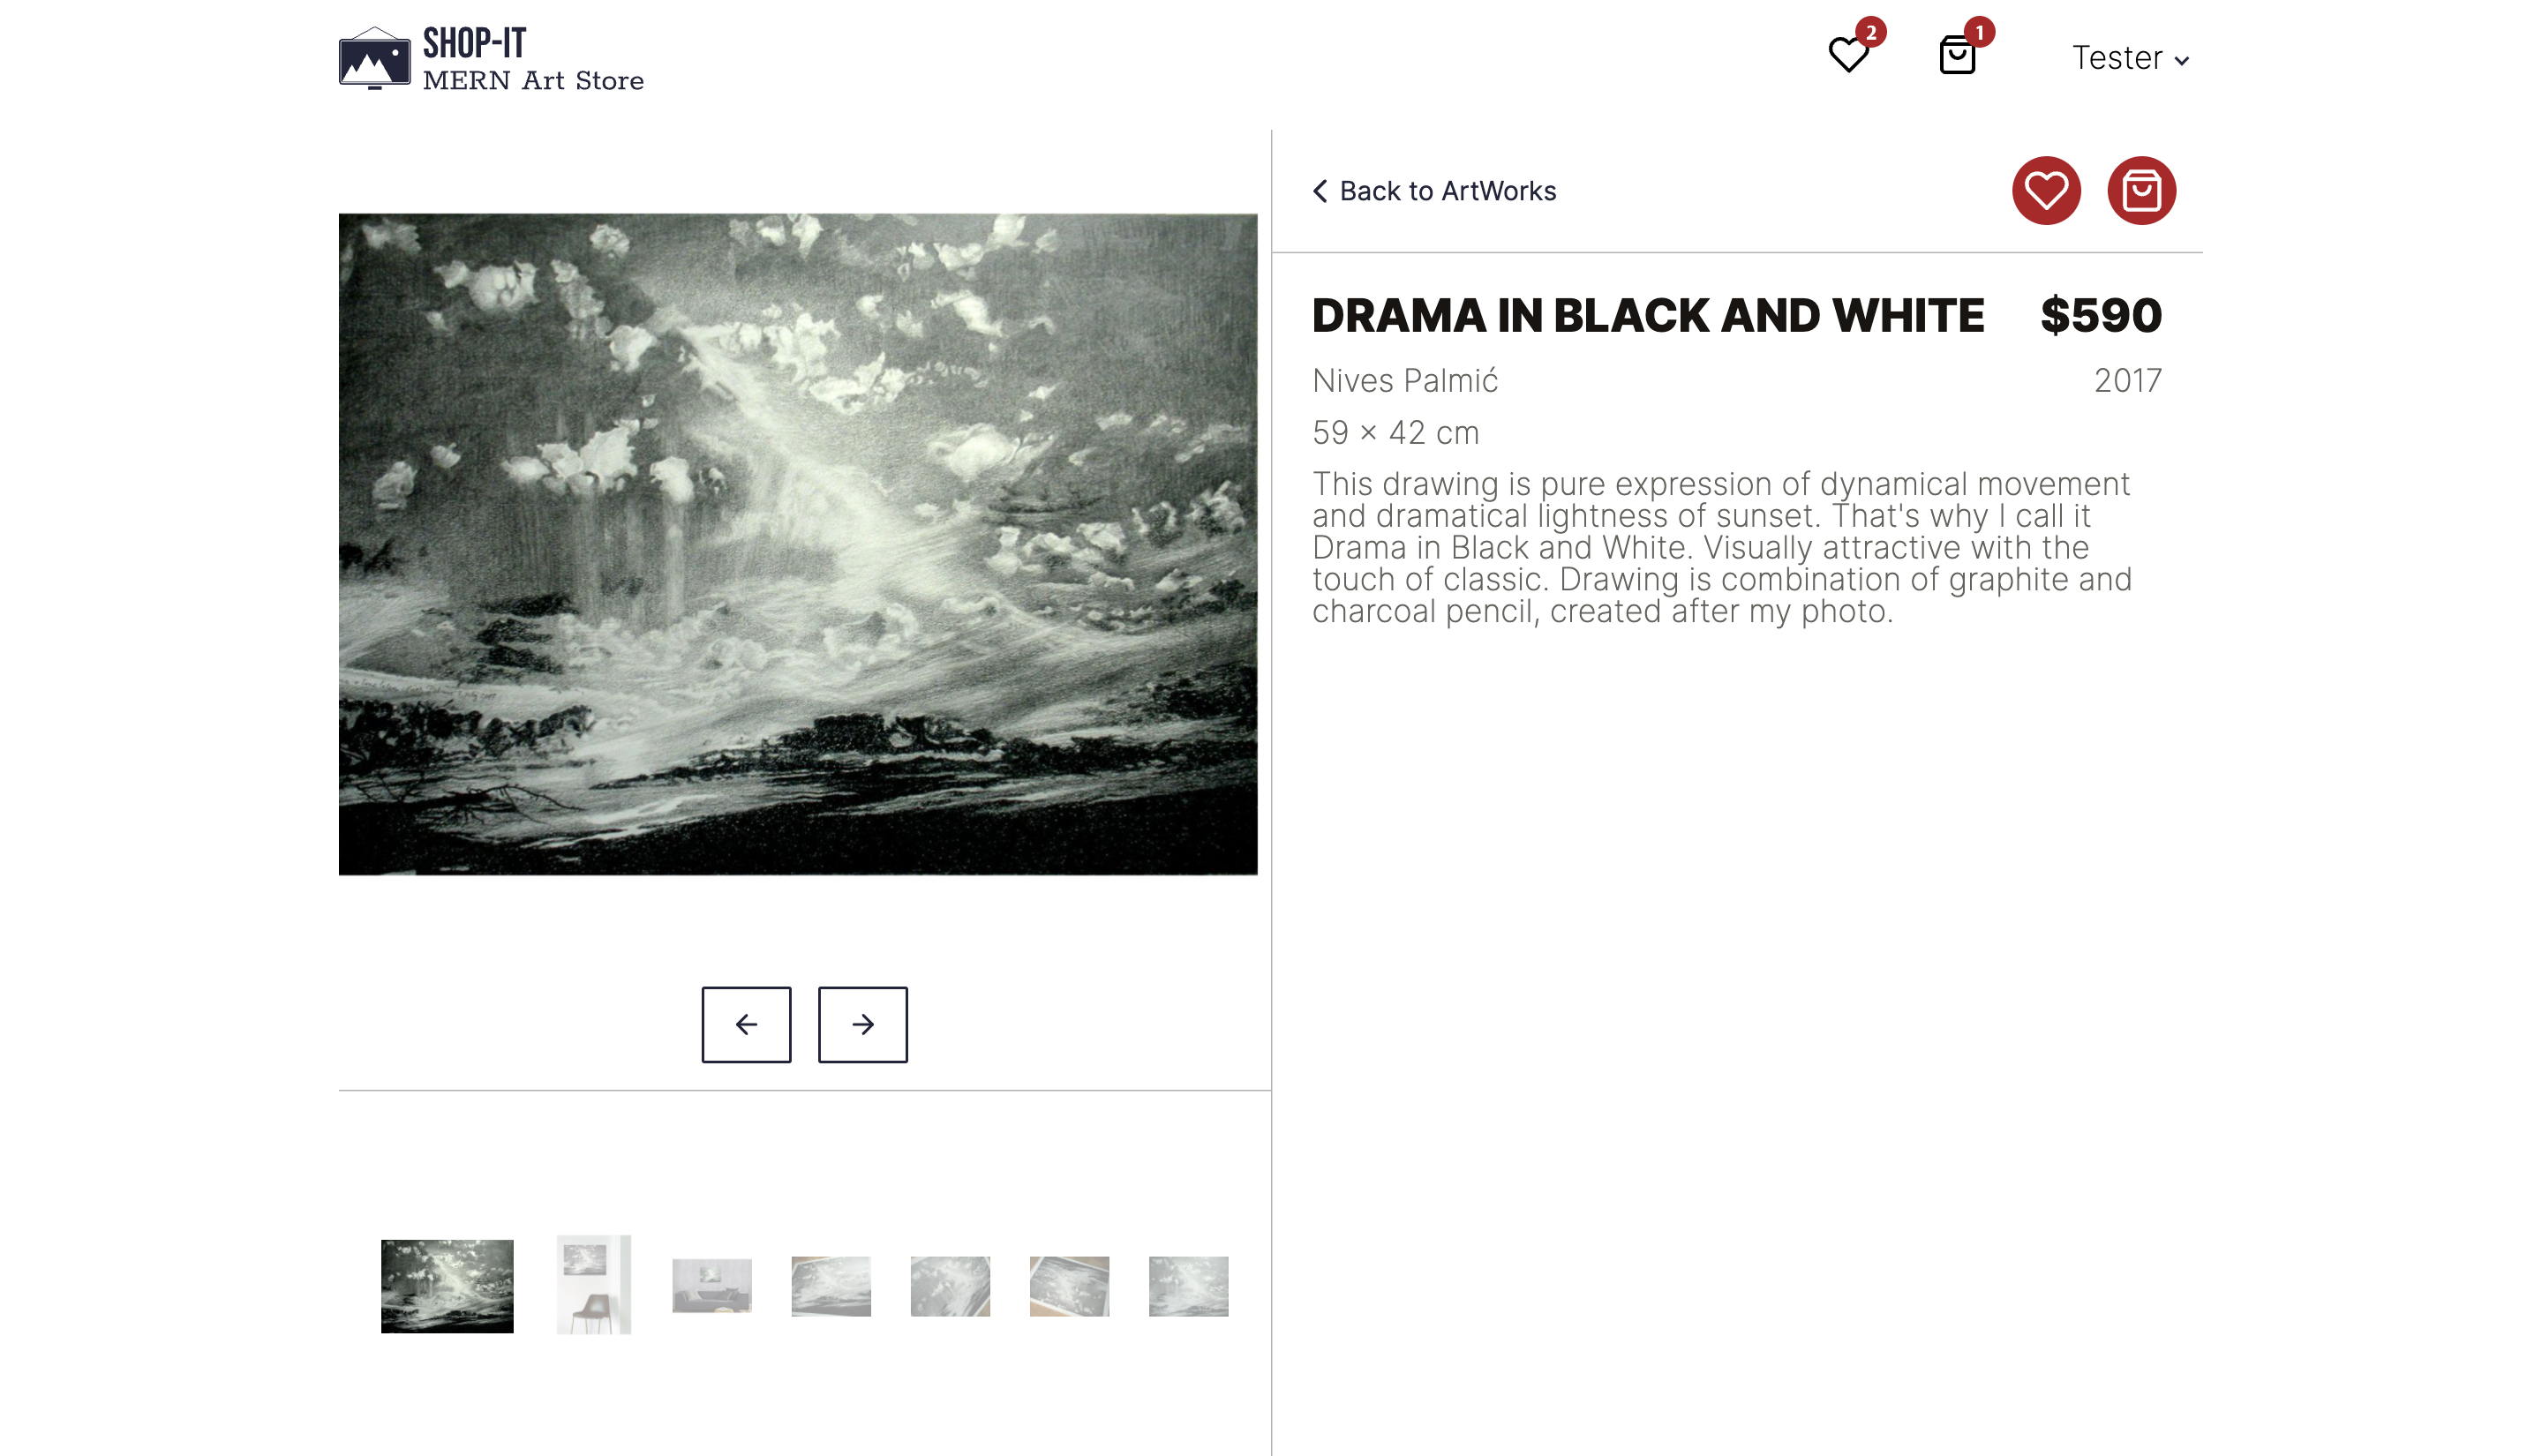 SHOP-IT
MERN Art Store
2
1
Tester
Back to ArtWorks
DRAMA IN BLACK AND WHITE $590
Nives Palmić 2017
59 × 42 cm
This drawing is pure expression of dynamical movement
and dramatical lightness of sunset. That's why I call it
Drama in Black and White. Visually attractive with the
touch of classic. Drawing is combination of graphite and
charcoal pencil, created after my photo.